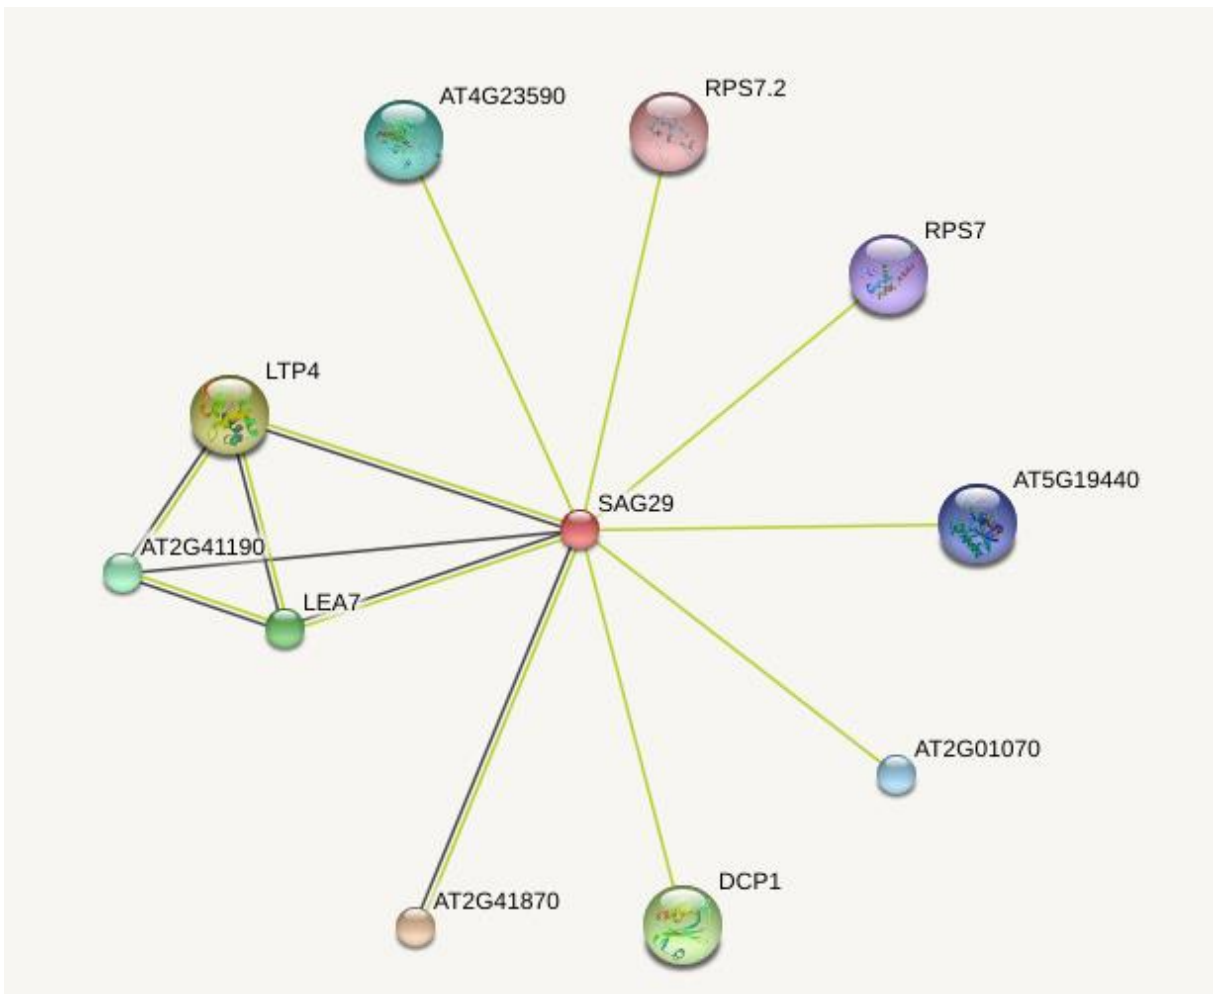 RPS7.2
AT4G23590
RPS7
LTP4
AT5G19440
SAG29
AT2G41190
LEA7
AT2G01070
DCP1
AT2G41870